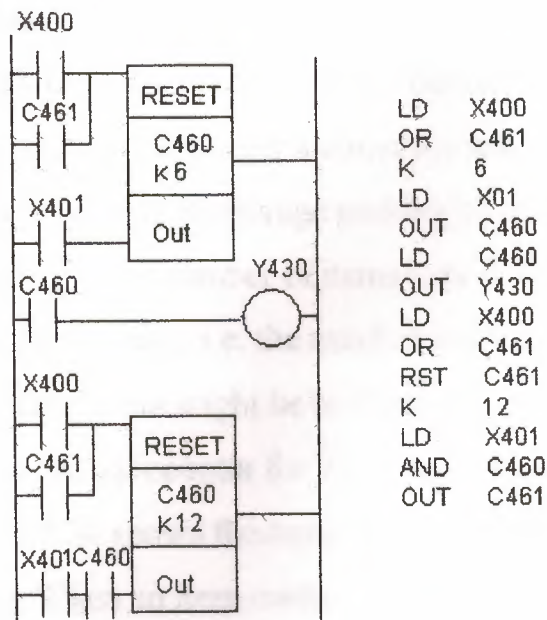 X400
RESET
C461
C460
K6
X401
Out
C460
Y430
X400
RESET
C461
C460
K12
X401 C460
Out
LD X400
OR C461
K 6
LD X01
OUT C460
LD C460
OUT Y430
LD X400
OR C461
RST C461
K 12
LD X401
AND C460
OUT C461